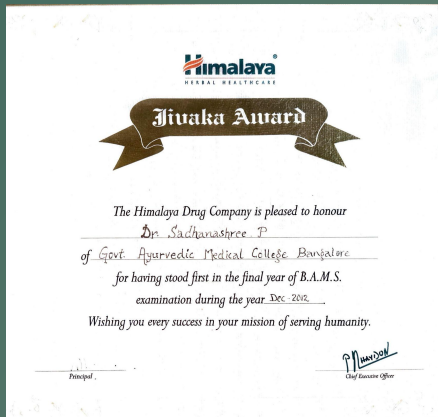 Himalaya
HERBAL HEALTHCARE
Jivaka Award
The Himalaya Drug Company is pleased to honour
Dr. Sadhanashree P
of Govt. Ayurvedic Medical College Bangalore
for having stood first in the final year of B.A.M.S.
examination during the year Dec-2012.
Wishing you every success in your mission of serving humanity.
Principal
Chief Executive Officer